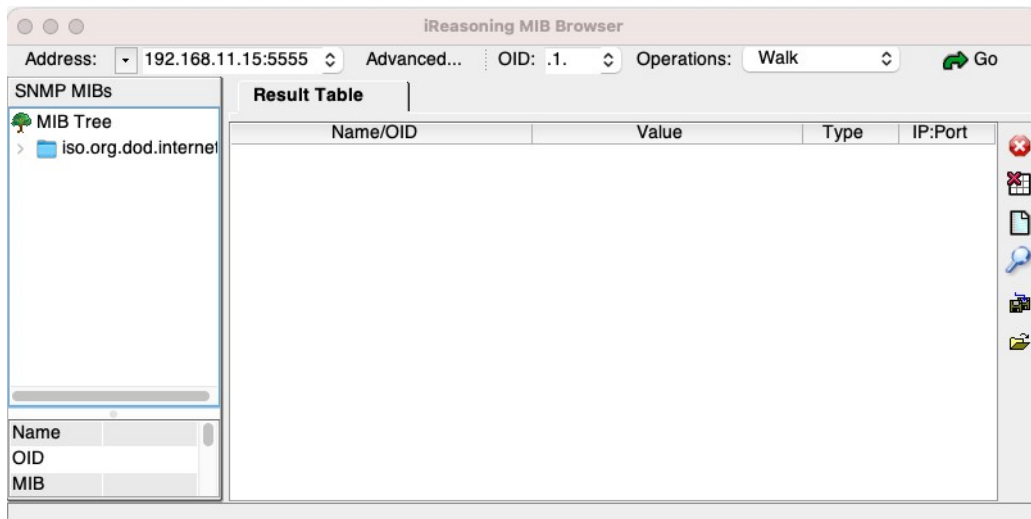 iReasoning MIB Browser
Address: 192.168.11.15:5555 Advanced... OID: .1. Operations: Walk Go
SNMP MIBs
Result Table
MIB Tree
iso.org.dod.internet
Name/OID Value Type IP:Port
Name
OID
MIB